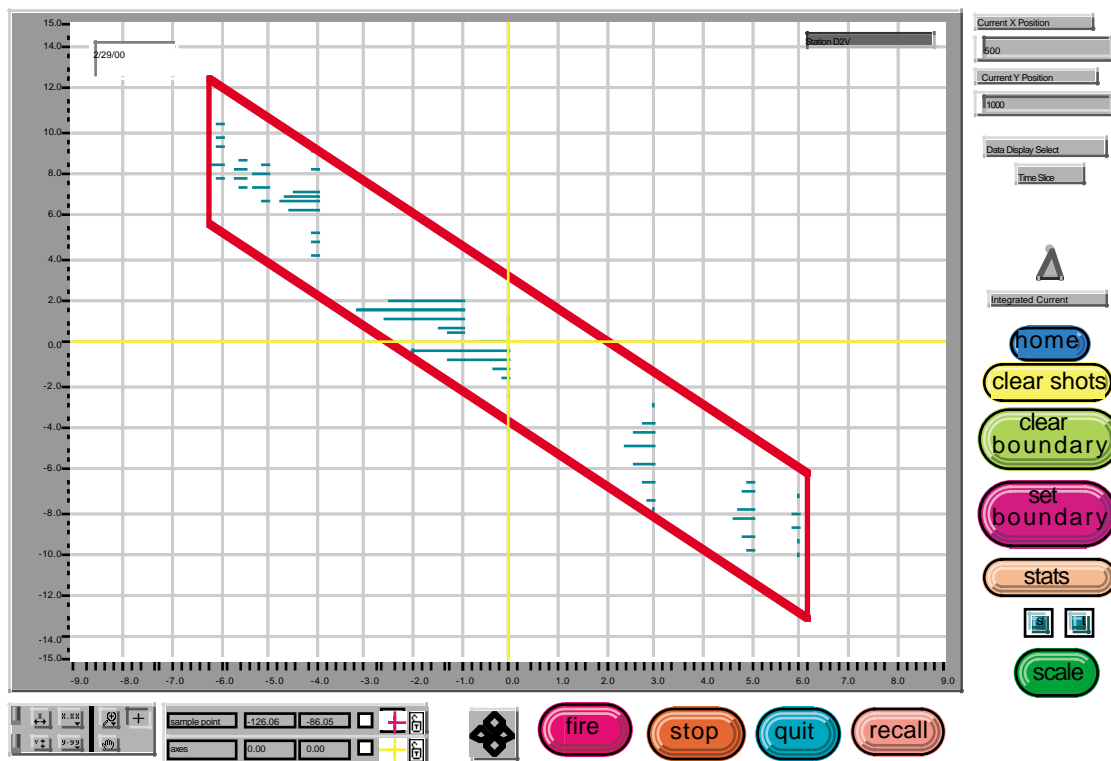 15.0
14.0
12.0
10.0
8.0
6.0
4.0
2.0
0.0
-2.0
-4.0
-6.0
-8.0
-10.0
-12.0
-14.0
-15.0
2/29/00
Station D2V
-9.0 -8.0 -7.0 -6.0 -5.0 -4.0 -3.0 -2.0 -1.0 0.0 1.0 2.0 3.0 4.0 5.0 6.0 7.0 8.0 9.0
Current X Position
500
Current Y Position
1000
Data Display Select
Time Slice
Integrated Current
home
clear shots
clear
boundary
set
boundary
stats
S I
scale
X X.XX
Y y.yy
sample point -126.06 -86.05
axes 0.00 0.00
fire stop quit recall